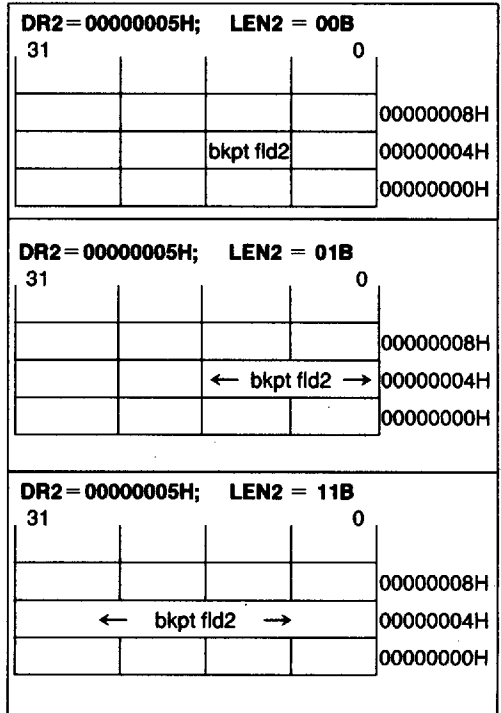 DR2=00000005H; LEN2 = 00B
31 0
00000008H
bkpt fld2 00000004H
00000000H
DR2=00000005H; LEN2 = 01B
31 0
00000008H
← bkpt fld2 → 00000004H
00000000H
DR2=00000005H; LEN2 = 11B
31 0
00000008H
← bkpt fld2 → 00000004H
00000000H